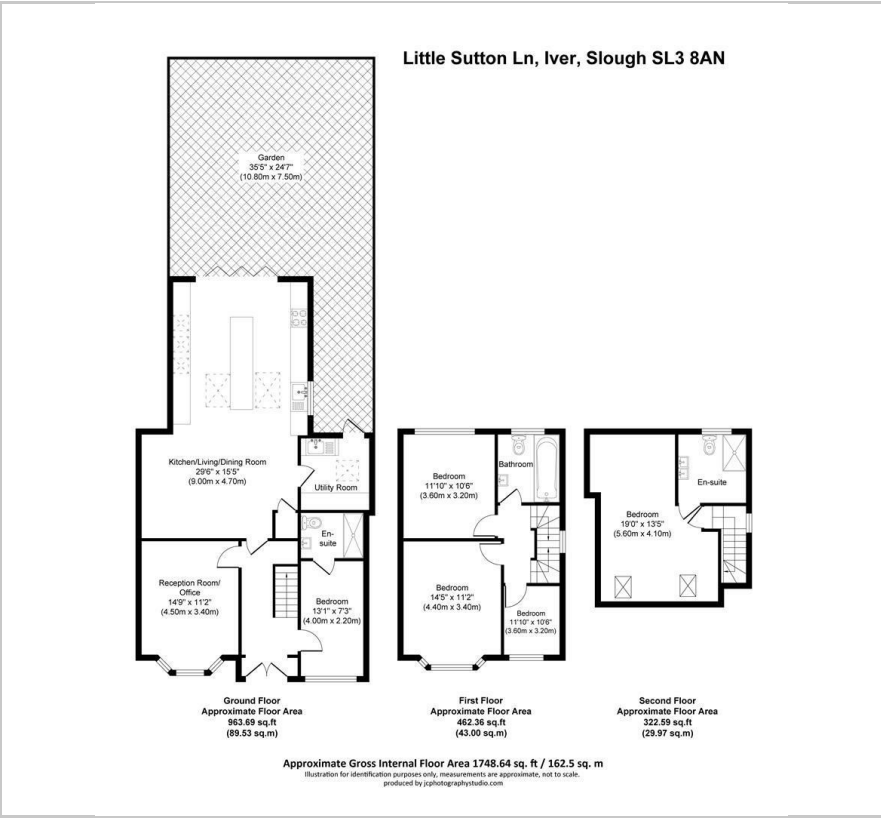 Little Sutton Ln, Iver, Slough SL3 8AN
Garden
35'5" x 24'7"
(10.80m x 7.50m)
Kitchen/Living/Dining Room
29'6" x 15'5"
(9.00m x 4.70m)
Utility Room
En-
suite
Reception Room/
Office
14'9" x 11'2"
(4.50m x 3.40m)
Bedroom
13'1" x 7'3"
(4.00m x 2.20m)
Ground Floor
Approximate Floor Area
963.69 sq.ft
(89.53 sq.m)
Bedroom
11'10" x 10'6"
(3.60m x 3.20m)
Bathroom
Bedroom
14'5" x 11'2"
(4.40m x 3.40m)
Bedroom
11'10" x 10'6"
(3.60m x 3.20m)
First Floor
Approximate Floor Area
462.36 sq.ft
(43.00 sq.m)
En-suite
Bedroom
19'0" x 13'5"
(5.60m x 4.10m)
Second Floor
Approximate Floor Area
322.59 sq.ft
(29.97 sq.m)
Approximate Gross Internal Floor Area 1748.64 sq. ft / 162.5 sq. m
Illustration for identification purposes only, measurements are approximate, not to scale.
produced by jcphotographystudio.com